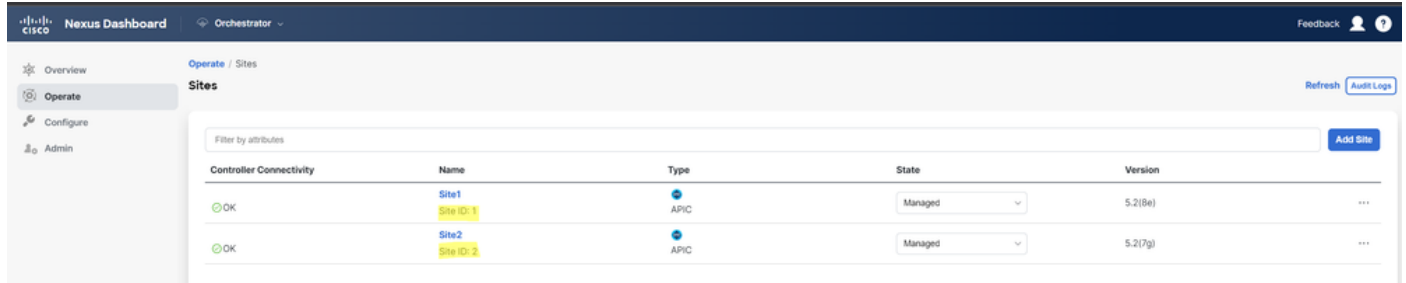 CISCO Nexus Dashboard Orchestrator Feedback ?
Overview
Operate
Configure
Admin
Operate / Sites
Sites
Refresh Audit Logs
Filter by attributes
Add Site
Controller Connectivity Name Type State Version
OK Site1 APIC Managed 5.2(8e) ...
Site ID: 1
OK Site2 APIC Managed 5.2(7g) ...
Site ID: 2